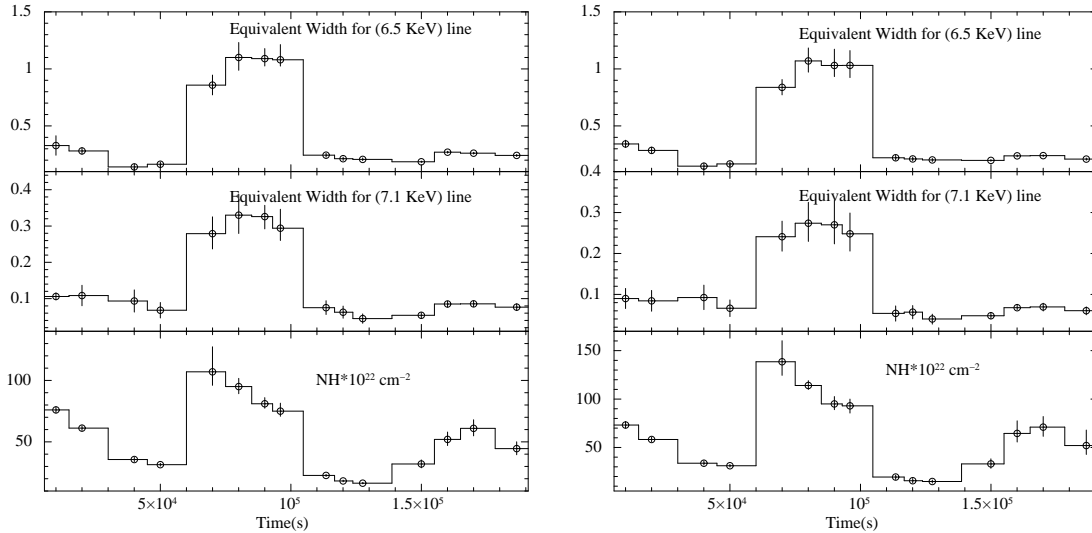 Equivalent Width for (6.5 KeV) line
1
0.5
Equivalent Width for (7.1 KeV) line
0.4
0.3
0.2
0.1
NH*10²² cm⁻²
100
50
5×10⁴
10⁵
1.5×10⁵
Time(s)
Equivalent Width for (6.5 KeV) line
1
0.5
0.4
Equivalent Width for (7.1 KeV) line
0.3
0.2
0.1
NH*10²² cm⁻²
150
100
50
5×10⁴
10⁵
1.5×10⁵
Time(s)